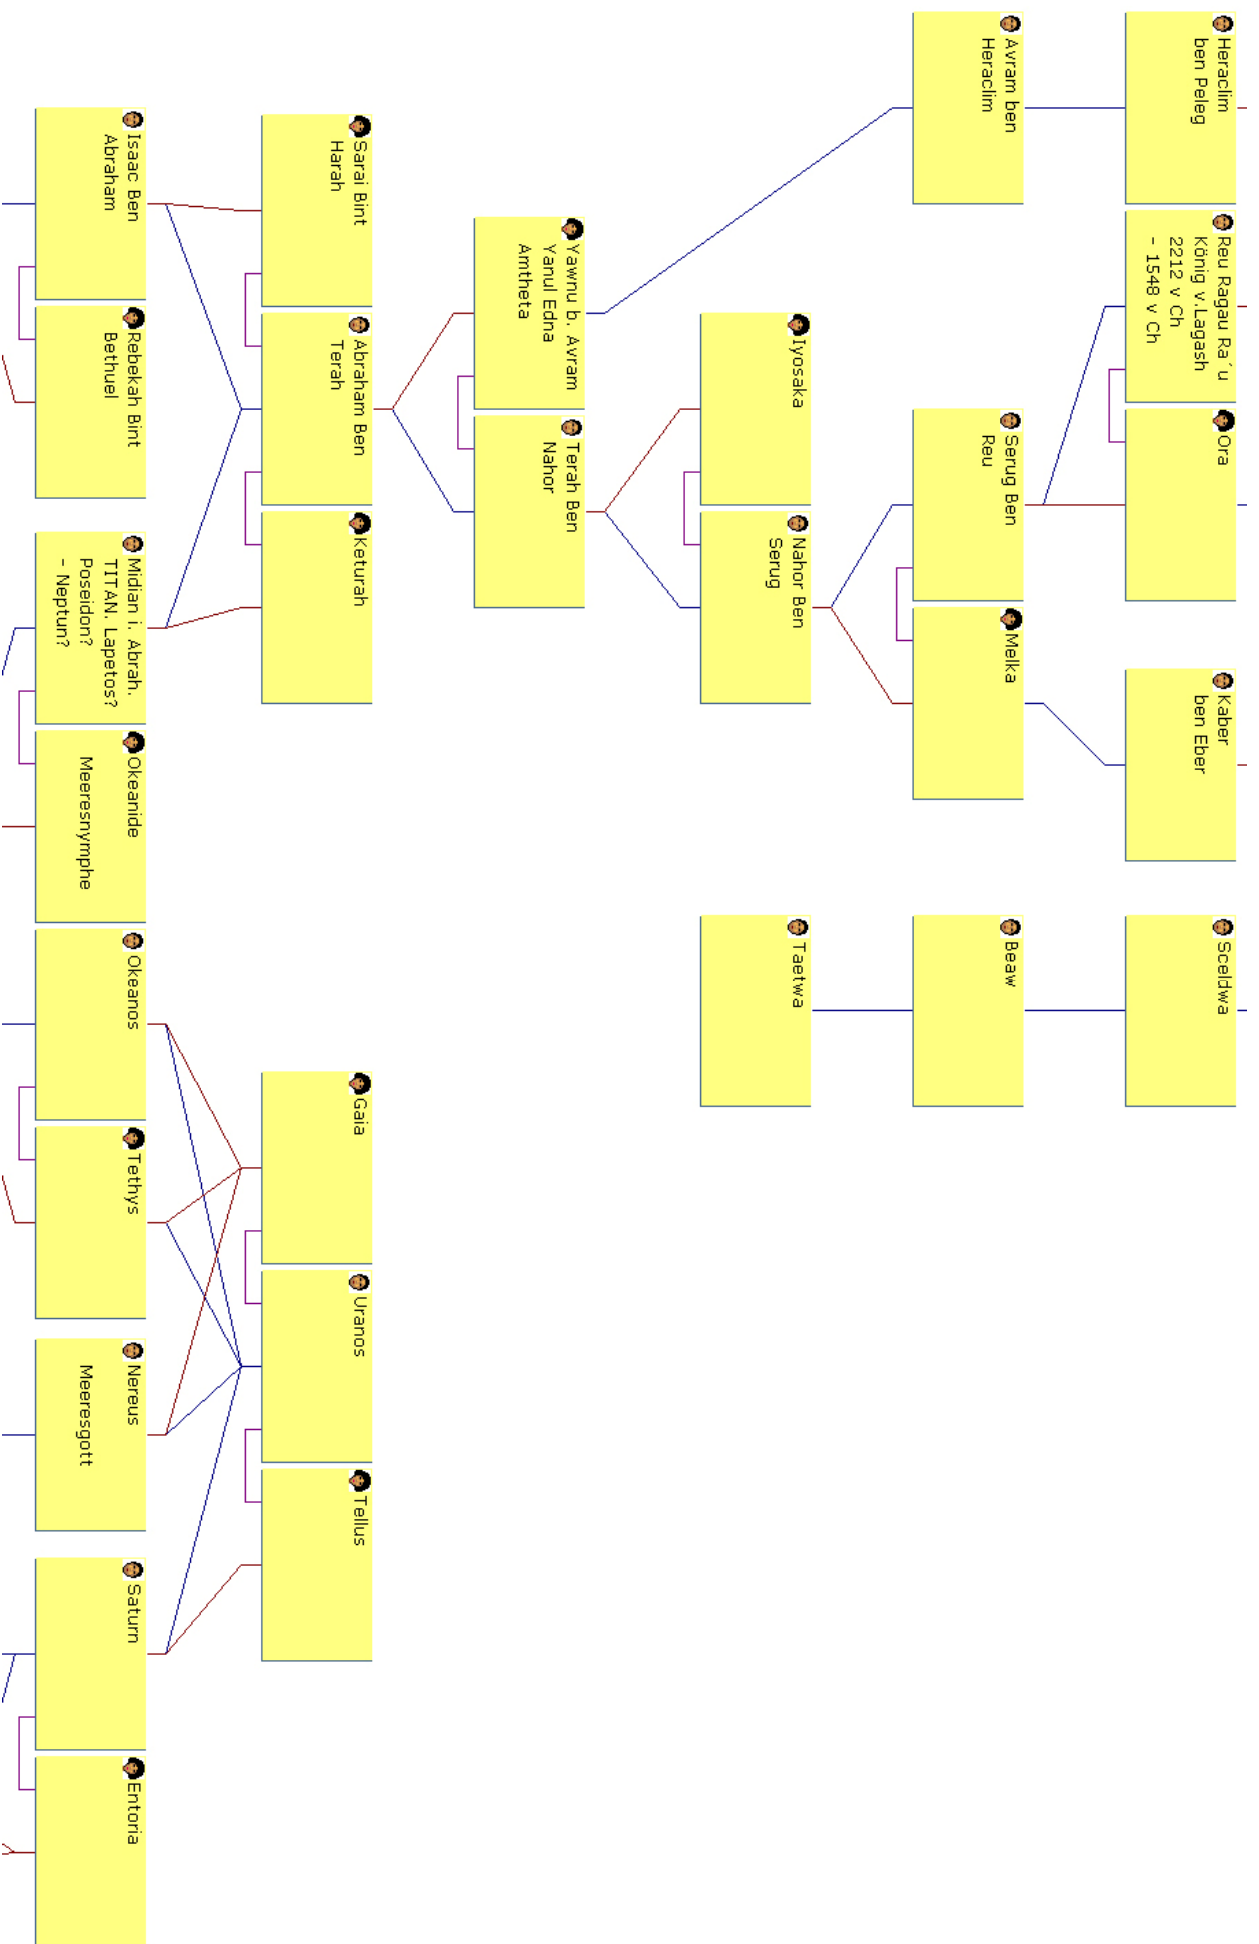 Heraclim
ben Peleg
Reu Ragau Ra´u
König v.Lagash
2212 v Ch
- 1548 v Ch
Ora
Kaber
ben Eber
Sceldwa
Avram ben
Heraclim
Serug Ben
Reu
Melka
Beaw
Iyosaka
Nahor Ben
Serug
Taetwa
Yawnu b. Avram
Yanul Edna
Amtheta
Terah Ben
Nahor
Sarai Bint
Harah
Abraham Ben
Terah
Keturah
Gaia
Uranos
Tellus
Isaac Ben
Abraham
Rebekah Bint
Bethuel
Midian i. Abrah.
TITAN. Lapetos?
Poseidon?
- Neptun?
Okeanide
Meeresnymphe
Okeanos
Tethys
Nereus
Meeresgott
Saturn
Entoria